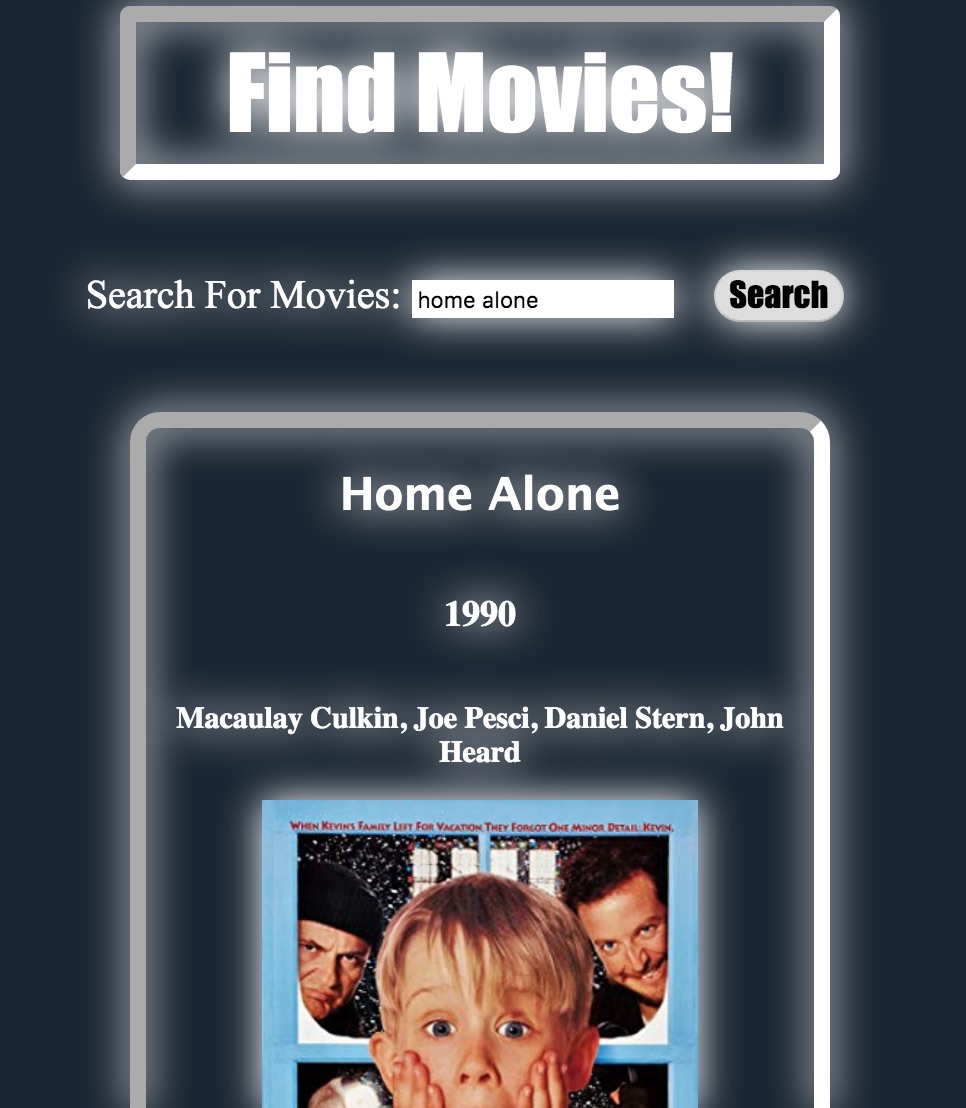 Find Movies!
Search For Movies: home alone Search
Home Alone
1990
Macaulay Culkin, Joe Pesci, Daniel Stern, John
Heard
When Kevin's Family Left For Vacation, They Forgot One Minor Detail: Kevin.